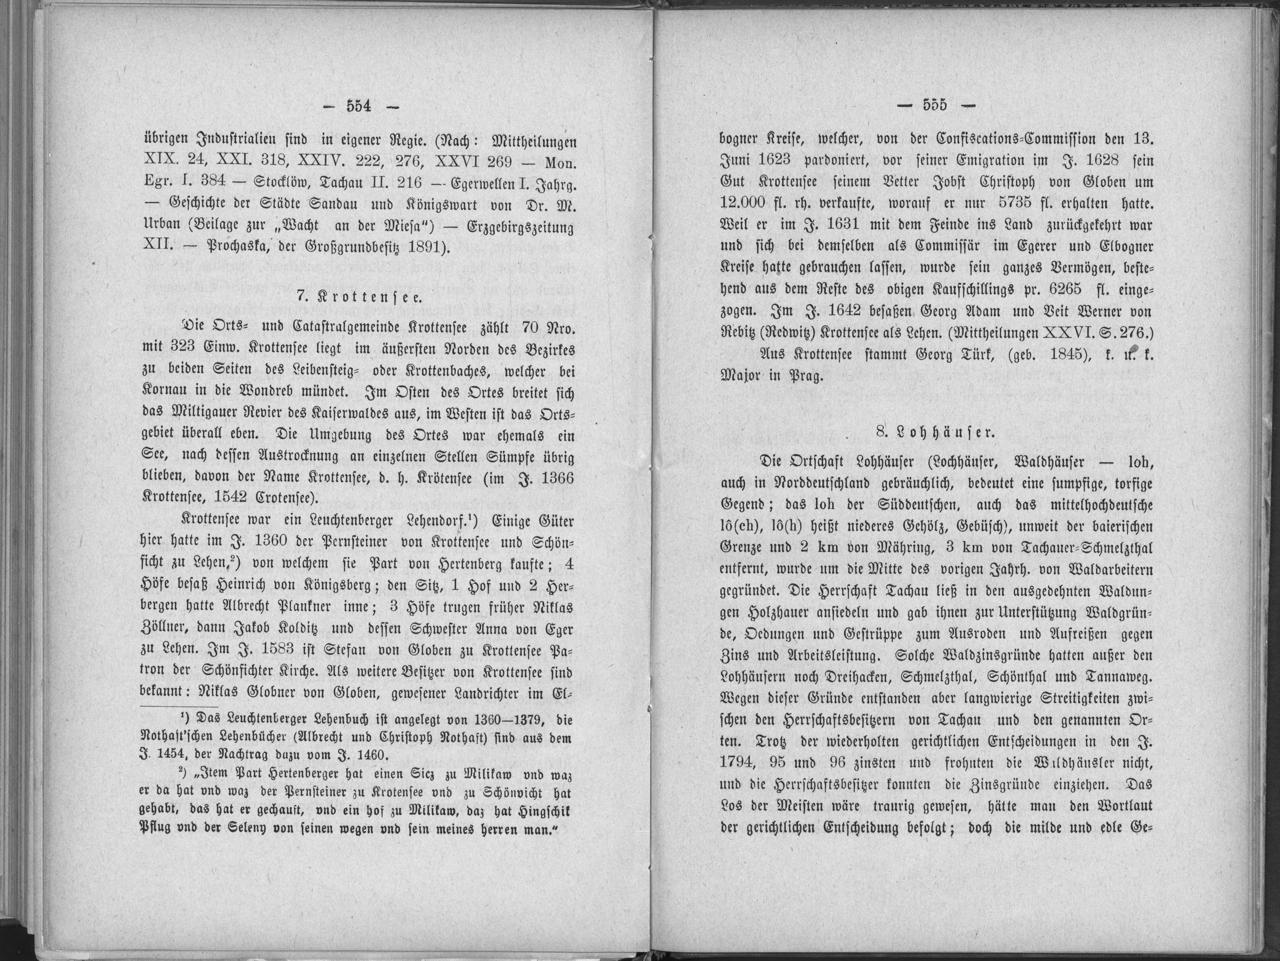 — 554 —
übrigen Industrialien sind in eigener Regie. (Nach: Mittheilungen
XIX. 24, XXI. 318, XXIV. 222, 276, XXVI 269 — Mon.
Egr. I. 384 — Stocklöw, Tachau II. 216 — Egerwellen I. Jahrg.
— Geschichte der Städte Sandau und Königswart von Dr. M.
Urban (Beilage zur „Wacht an der Miesa“) — Erzgebirgszeitung
XII. — Prochaska, der Großgrundbesitz 1891).
7. Krottensee.
Die Orts- und Catastralgemeinde Krottensee zählt 70 Nro.
mit 323 Einw. Krottensee liegt im äußersten Norden des Bezirkes
zu beiden Seiten des Leibensteig- oder Krottenbaches, welcher bei
Kornau in die Wondreb mündet. Im Osten des Ortes breitet sich
das Miltigauer Revier des Kaiserwaldes aus, im Westen ist das Orts-
gebiet überall eben. Die Umgebung des Ortes war ehemals ein
See, nach dessen Austrocknung an einzelnen Stellen Sümpfe übrig
blieben, davon der Name Krottensee, d. h. Krötensee (im J. 1366
Krottensee, 1542 Crotensee).
Krottensee war ein Leuchtenberger Lehendorf.¹) Einige Güter
hier hatte im J. 1360 der Pernsteiner von Krottensee und Schön-
sicht zu Lehen,²) von welchem sie Part von Hertenberg kaufte; 4
Höfe besaß Heinrich von Königsberg; den Sitz, 1 Hof und 2 Her-
bergen hatte Albrecht Plankner inne; 3 Höfe trugen früher Niklas
Zöllner, dann Jakob Kolditz und dessen Schwester Anna von Eger
zu Lehen. Im J. 1583 ist Stefan von Globen zu Krottensee Pa-
tron der Schönsichter Kirche. Als weitere Besitzer von Krottensee sind
bekannt: Niklas Globner von Globen, gewesener Landrichter im El-
¹) Das Leuchtenberger Lehenbuch ist angelegt von 1360—1379, die
Nothast'schen Lehenbücher (Albrecht und Christoph Nothast) sind aus dem
J. 1454, der Nachtrag dazu vom J. 1460.
²) „Item Part Hertenberger hat einen Sicz zu Milikaw vnd waz
er da hat vnd waz der Pernsteiner zu Krotensee vnd zu Schönvicht hat
gehabt, das hat er gechauft, vnd ein hof zu Milikaw, daz hat Hingschik
Pflug vnd der Seleny von seinen wegen vnd sein meines herren man.“
— 555 —
bogner Kreise, welcher, von der Confiscations-Commission den 13.
Juni 1623 pardoniert, vor seiner Emigration im J. 1628 sein
Gut Krottensee seinem Vetter Jobst Christoph von Globen um
12.000 fl. rh. verkaufte, worauf er nur 5735 fl. erhalten hatte.
Weil er im J. 1631 mit dem Feinde ins Land zurückgekehrt war
und sich bei demselben als Commissär im Egerer und Elbogner
Kreise hatte gebrauchen lassen, wurde sein ganzes Vermögen, beste-
hend aus dem Reste des obigen Kaufschillings pr. 6265 fl. einge-
zogen. Im J. 1642 besaßen Georg Adam und Veit Werner von
Rebitz (Redwitz) Krottensee als Lehen. (Mittheilungen XXVI. S. 276.)
Aus Krottensee stammt Georg Türk, (geb. 1845), k. u. k.
Major in Prag.
8. Lohhäuser.
Die Ortschaft Lohhäuser (Lochhäuser, Waldhäuser — loh,
auch in Norddeutschland gebräuchlich, bedeutet eine sumpfige, torfige
Gegend; das loh der Süddeutschen, auch das mittelhochdeutsche
lô(ch), lô(h) heißt niederes Gehölz, Gebüsch), unweit der baierischen
Grenze und 2 km von Mähring, 3 km von Tachauer-Schmelzthal
entfernt, wurde um die Mitte des vorigen Jahrh. von Waldarbeitern
gegründet. Die Herrschaft Tachau ließ in den ausgedehnten Waldun-
gen Holzhauer ansiedeln und gab ihnen zur Unterstützung Waldgrün-
de, Oedungen und Gestrüppe zum Ausroden und Aufreißen gegen
Zins und Arbeitsleistung. Solche Waldzinsgründe hatten außer den
Lohhäusern noch Dreihacken, Schmelzthal, Schönthal und Tannaweg.
Wegen dieser Gründe entstanden aber langwierige Streitigkeiten zwi-
schen den Herrschaftsbesitzern von Tachau und den genannten Or-
ten. Trotz der wiederholten gerichtlichen Entscheidungen in den J.
1794, 95 und 96 zinsten und frohnten die Waldhäusler nicht,
und die Herrschaftsbesitzer konnten die Zinsgründe einziehen. Das
Los der Meisten wäre traurig gewesen, hätte man den Wortlaut
der gerichtlichen Entscheidung befolgt; doch die milde und edle Ge-